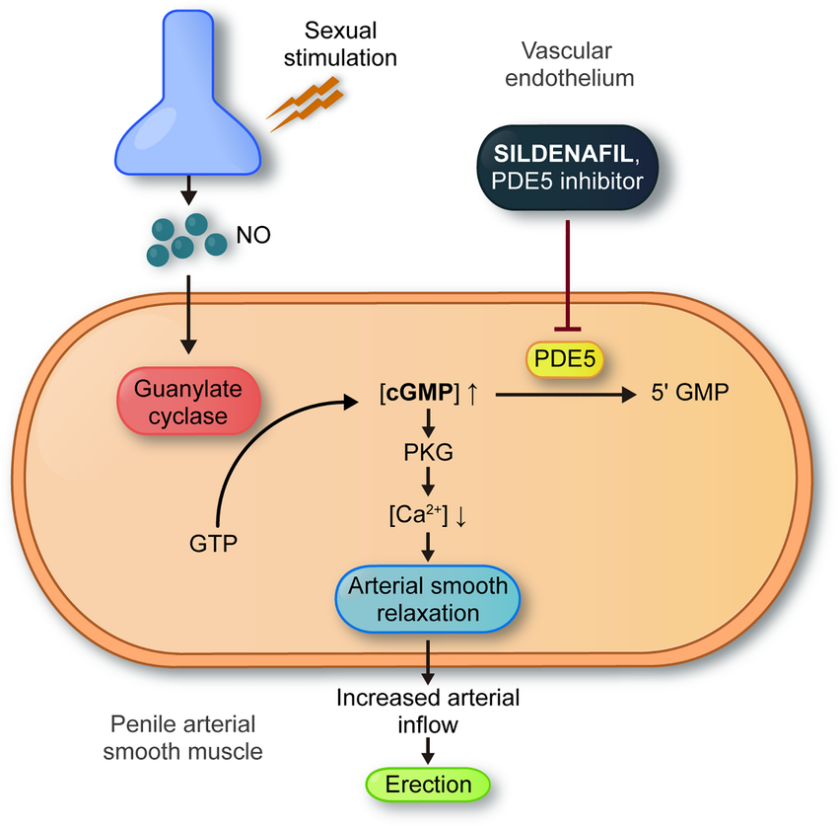 Sexual
stimulation
Vascular
endothelium
SILDENAFIL,
PDE5 inhibitor
NO
PDE5
Guanylate
cyclase
[cGMP] ↑
5' GMP
PKG
[Ca²⁺] ↓
GTP
Arterial smooth
relaxation
Increased arterial
inflow
Penile arterial
smooth muscle
Erection